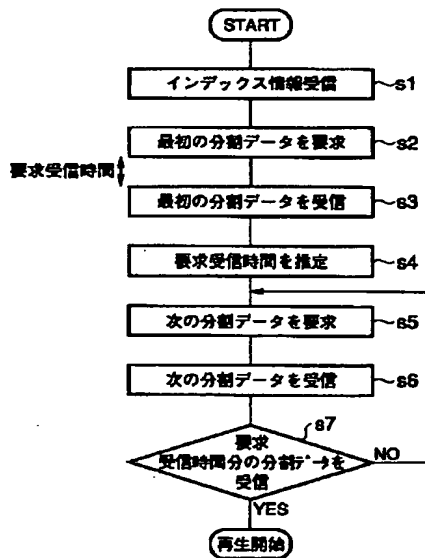 START
インデックス情報受信
s1
最初の分割データを要求
s2
要求受信時間
最初の分割データを受信
s3
要求受信時間を推定
s4
次の分割データを要求
s5
次の分割データを受信
s6
s7
要求
受信時間分の分割データを
受信
NO
YES
再生開始